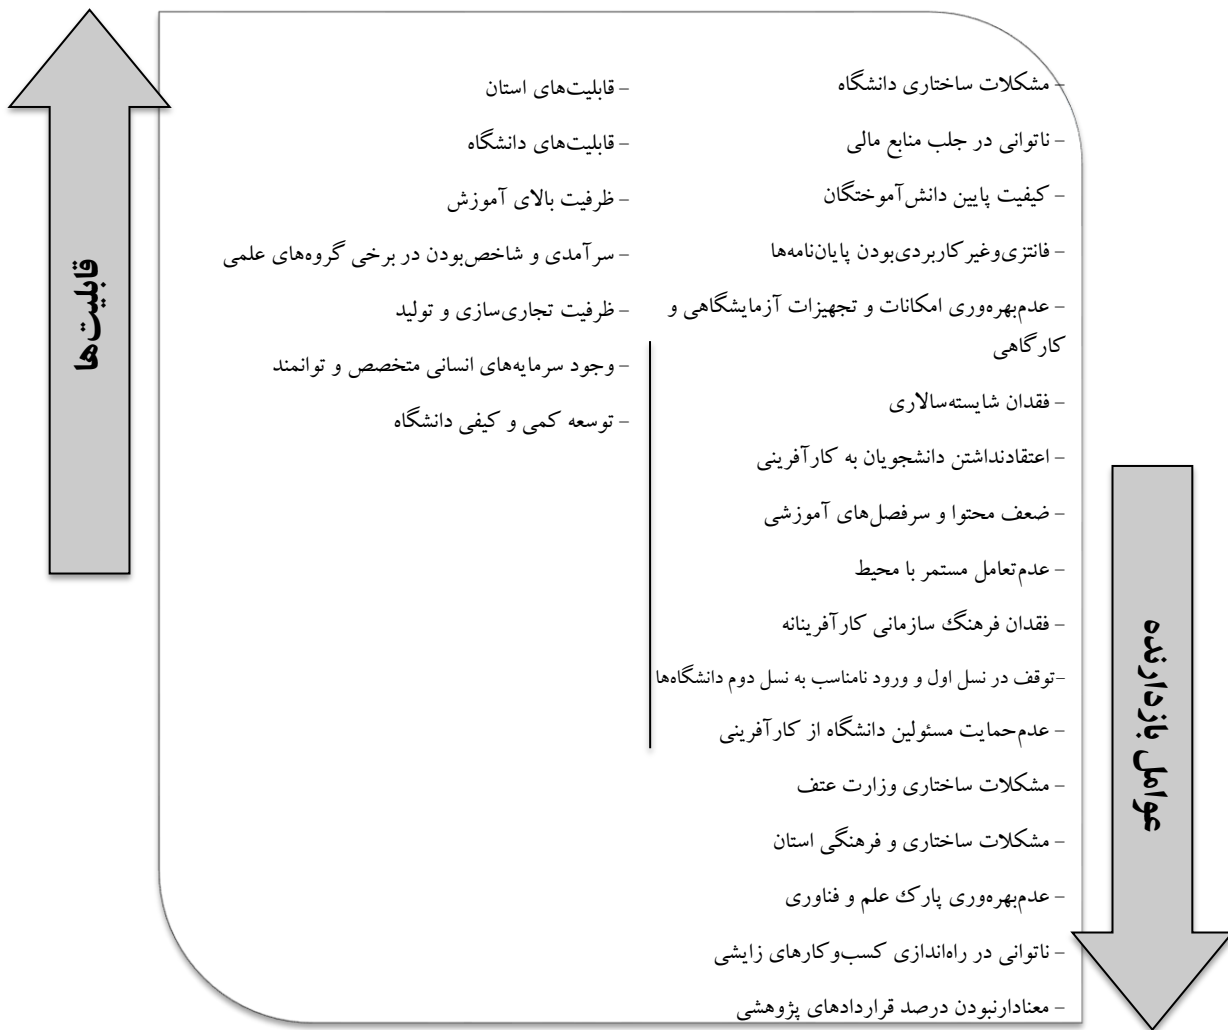 عوامل بازدارنده
– مشکلات ساختاری دانشگاه
– ناتوانی در جلب منابع مالی
– کیفیت پایین دانش‌آموختگان
– فانتزی‌وغیرکاربردی‌بودن پایان‌نامه‌ها
– عدم‌بهره‌وری امکانات و تجهیزات آزمایشگاهی و
کارگاهی
– فقدان شایسته‌سالاری
– اعتقادنداشتن دانشجویان به کارآفرینی
– ضعف محتوا و سرفصل‌های آموزشی
– عدم‌تعامل مستمر با محیط
– فقدان فرهنگ سازمانی کارآفرینانه
–توقف در نسل اول و ورود نامناسب به نسل دوم دانشگاه‌ها
– عدم‌حمایت مسئولین دانشگاه از کارآفرینی
– مشکلات ساختاری وزارت عتف
– مشکلات ساختاری و فرهنگی استان
– عدم‌بهره‌وری پارک علم و فناوری
– ناتوانی در راه‌اندازی کسب‌وکارهای زایشی
– معنادارنبودن درصد قراردادهای پژوهشی
– قابلیت‌های استان
– قابلیت‌های دانشگاه
– ظرفیت بالای آموزش
– سرآمدی و شاخص‌بودن در برخی گروه‌های علمی
– ظرفیت تجاری‌سازی و تولید
– وجود سرمایه‌های انسانی متخصص و توانمند
– توسعه کمی و کیفی دانشگاه
قابلیت‌ها